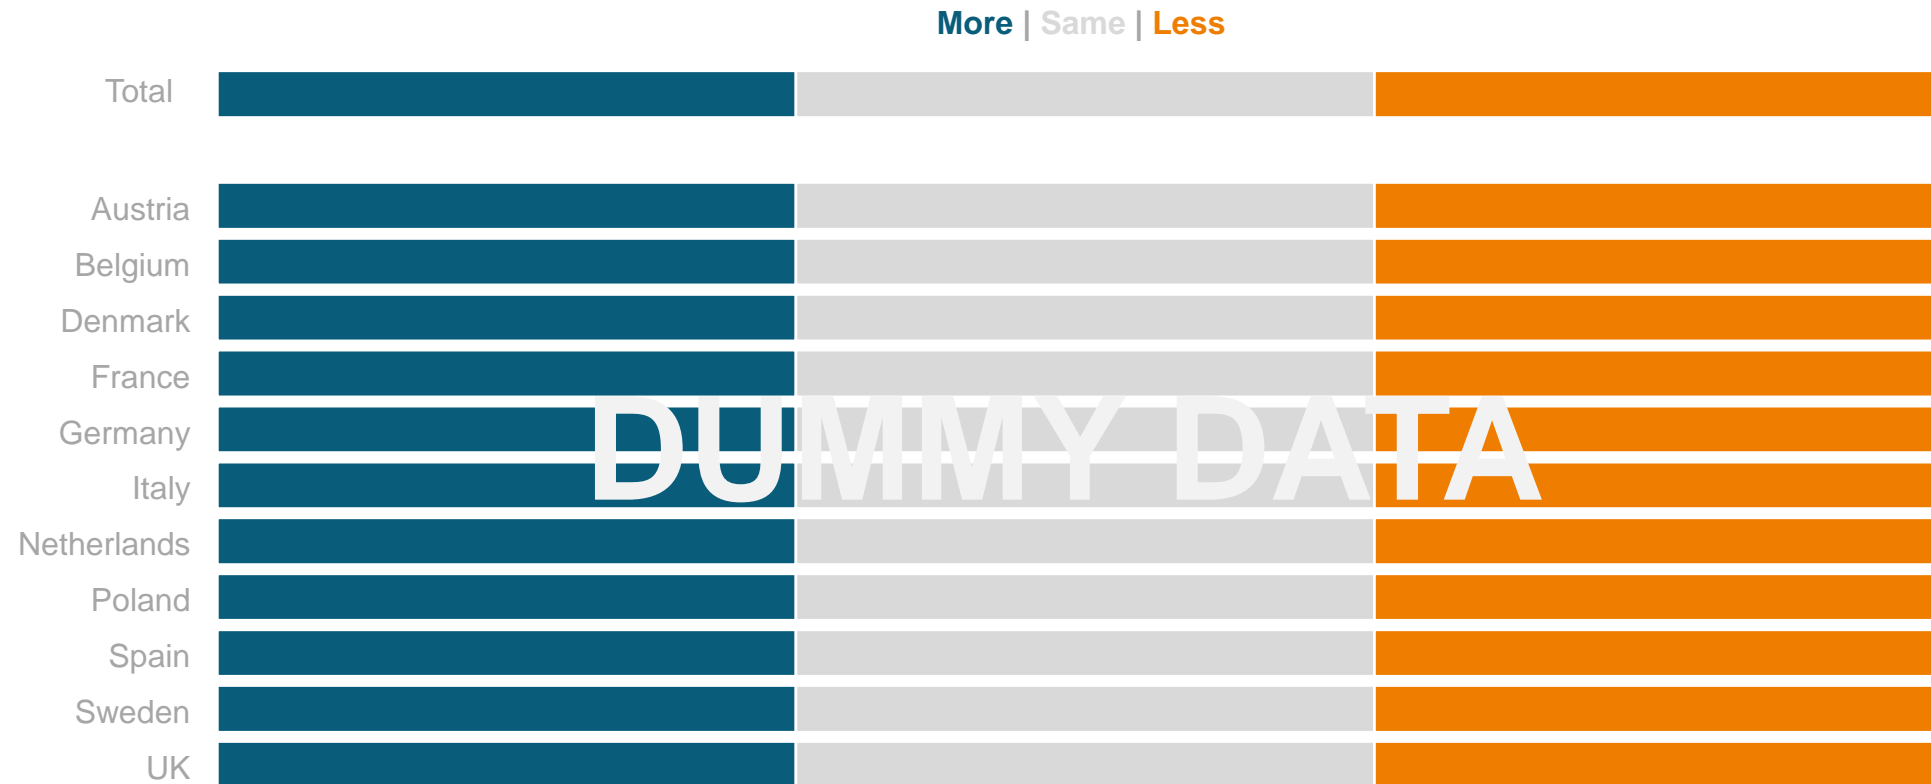 More | Same | Less
Total
Austria
Belgium
Denmark
France
Germany
DUMMY DATA
Italy
Netherlands
Poland
Spain
Sweden
UK